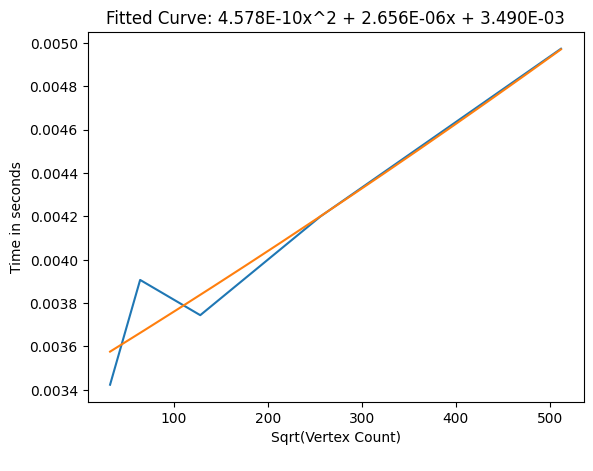 Fitted Curve: 4.578E-10x^2 + 2.656E-06x + 3.490E-03
0.0050
0.0048
0.0046
0.0044
0.0042
0.0040
0.0038
0.0036
0.0034
Time in seconds
100 200 300 400 500
Sqrt(Vertex Count)